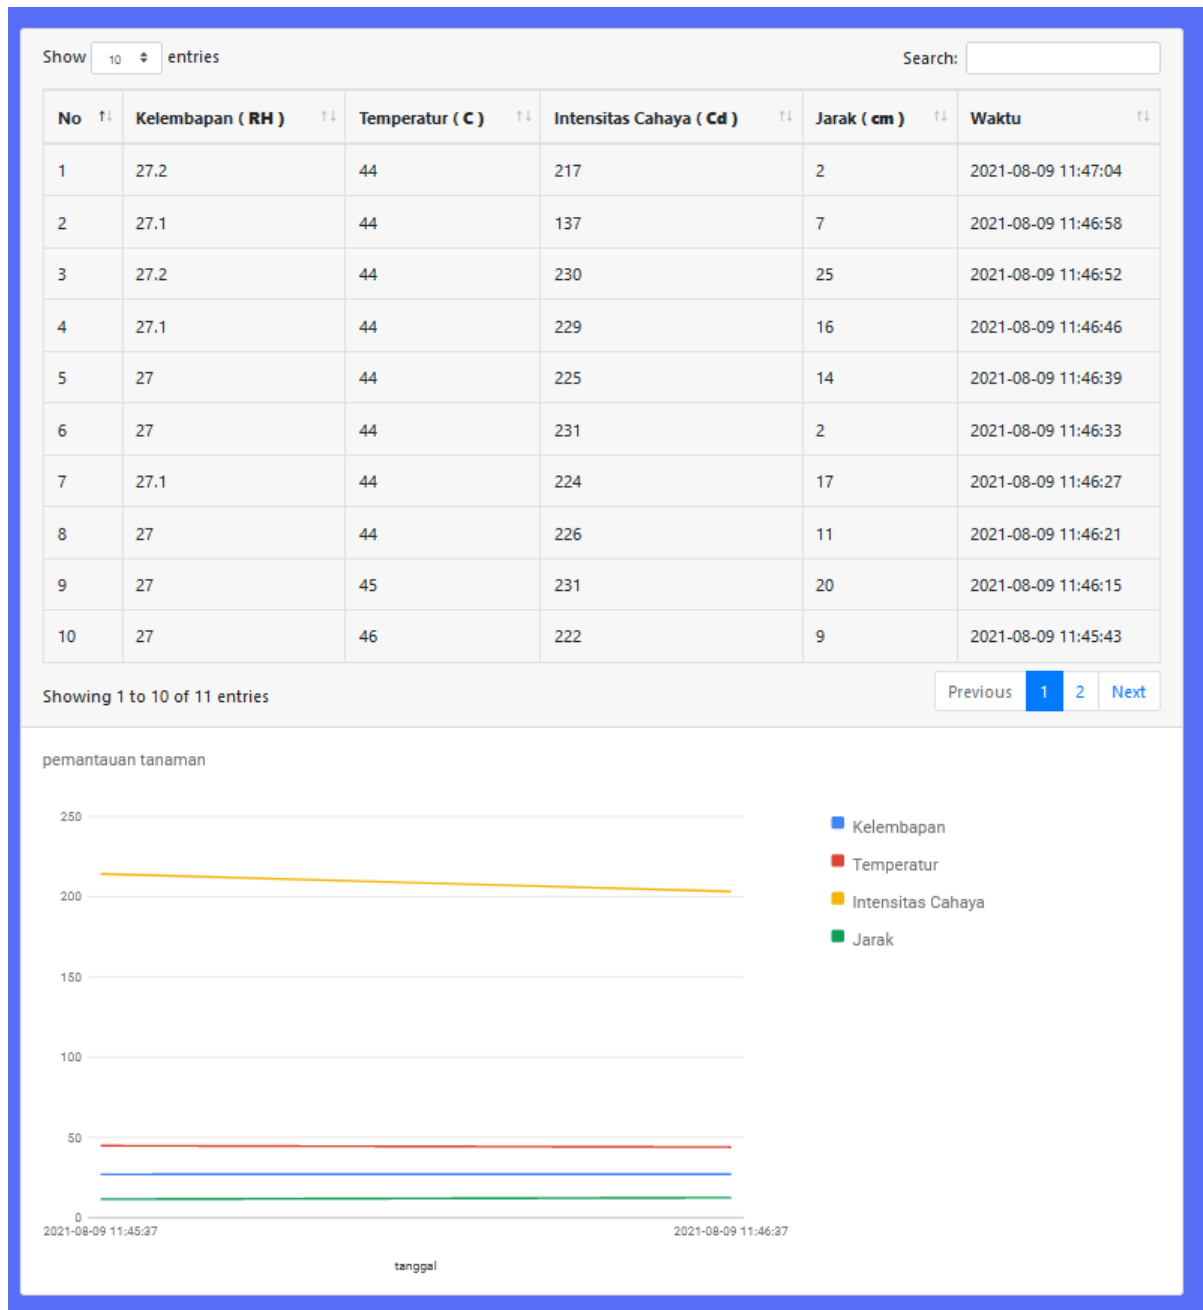 Show 10 entries Search:
No Kelembapan ( RH ) Temperatur ( C ) Intensitas Cahaya ( Cd ) Jarak ( cm ) Waktu
1 27.2 44 217 2 2021-08-09 11:47:04
2 27.1 44 137 7 2021-08-09 11:46:58
3 27.2 44 230 25 2021-08-09 11:46:52
4 27.1 44 229 16 2021-08-09 11:46:46
5 27 44 225 14 2021-08-09 11:46:39
6 27 44 231 2 2021-08-09 11:46:33
7 27.1 44 224 17 2021-08-09 11:46:27
8 27 44 226 11 2021-08-09 11:46:21
9 27 45 231 20 2021-08-09 11:46:15
10 27 46 222 9 2021-08-09 11:45:43
Showing 1 to 10 of 11 entries Previous 1 2 Next
pemantauan tanaman
250
200
150
100
50
0
Kelembapan
Temperatur
Intensitas Cahaya
Jarak
2021-08-09 11:45:37 2021-08-09 11:46:37
tanggal